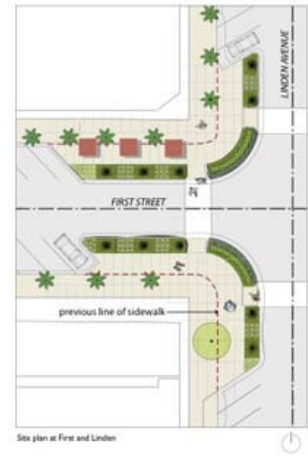 LINDEN AVENUE
FIRST STREET
previous line of sidewalk
Site plan at First and Linden